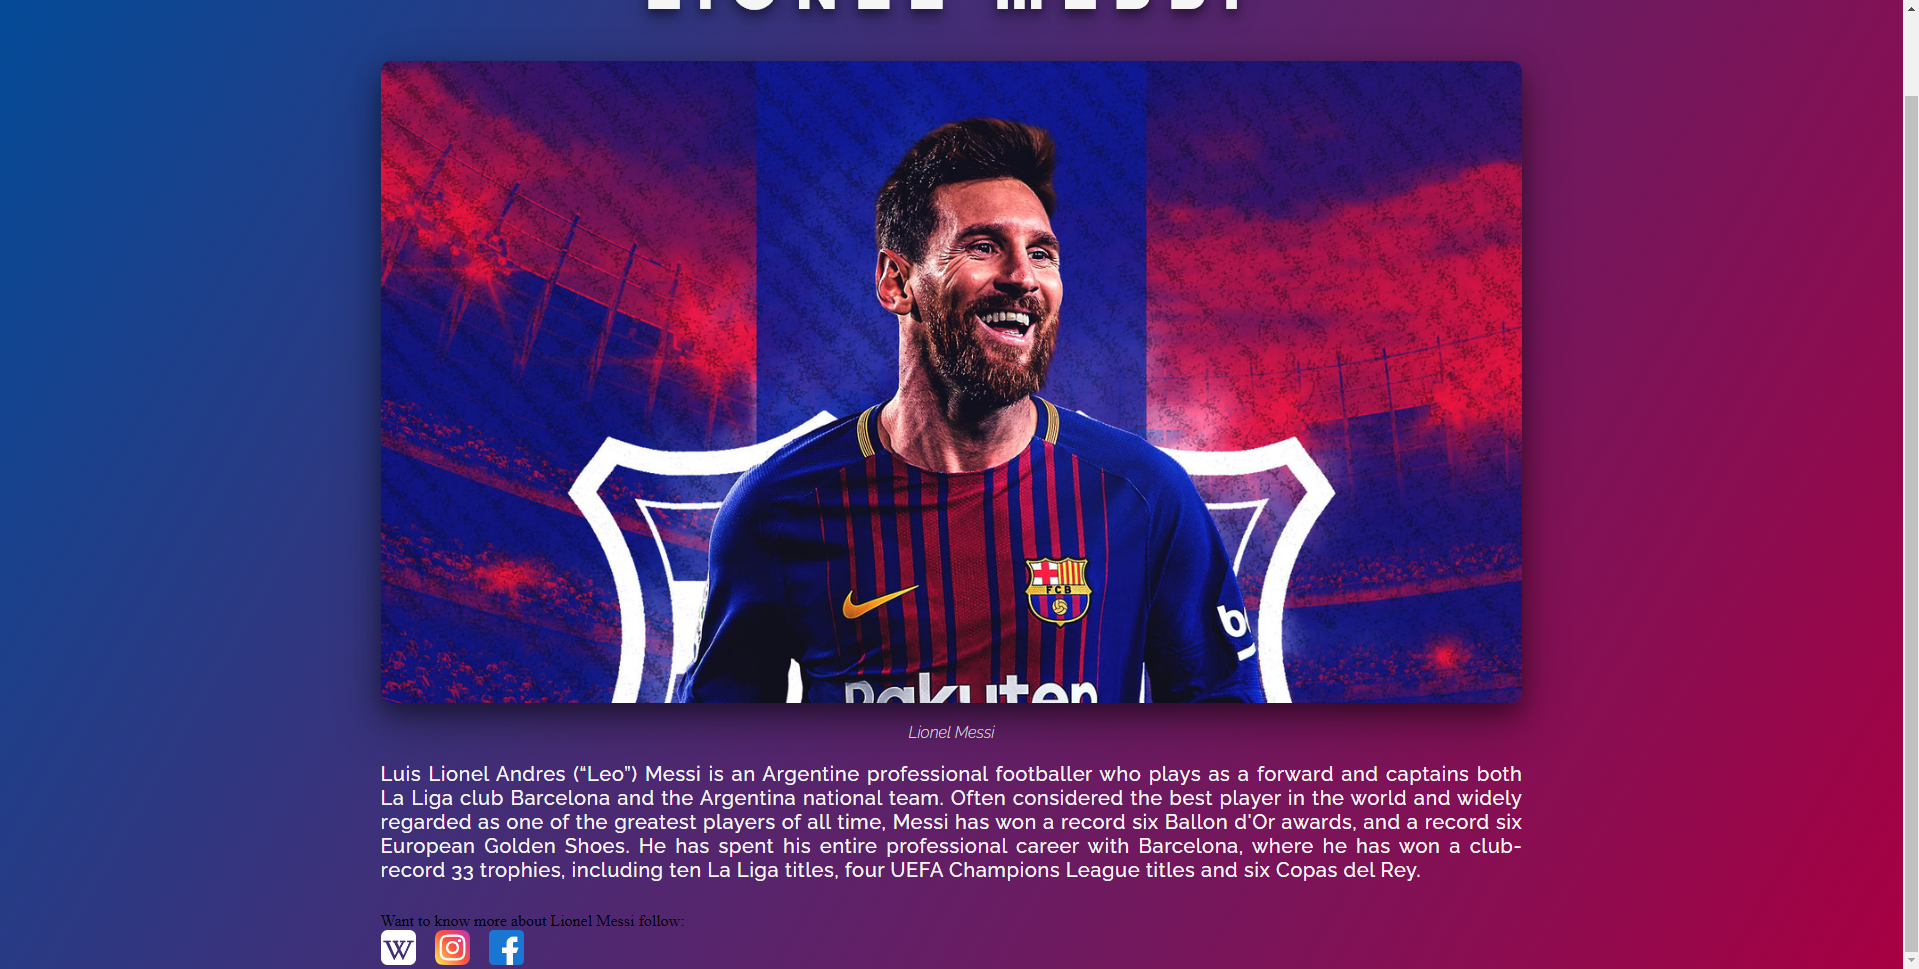 LIONEL MESSI
FCB
b
Rakuten
Lionel Messi
Luis Lionel Andres (“Leo”) Messi is an Argentine professional footballer who plays as a forward and captains both
La Liga club Barcelona and the Argentina national team. Often considered the best player in the world and widely
regarded as one of the greatest players of all time, Messi has won a record six Ballon d'Or awards, and a record six
European Golden Shoes. He has spent his entire professional career with Barcelona, where he has won a club-
record 33 trophies, including ten La Liga titles, four UEFA Champions League titles and six Copas del Rey.
Want to know more about Lionel Messi follow:
W